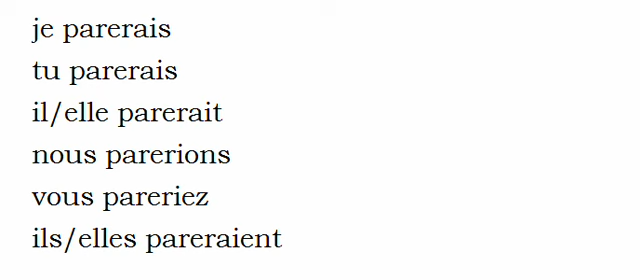 je parerais
tu parerais
il/elle parerait
nous parerions
vous pareriez
ils/elles pareraient